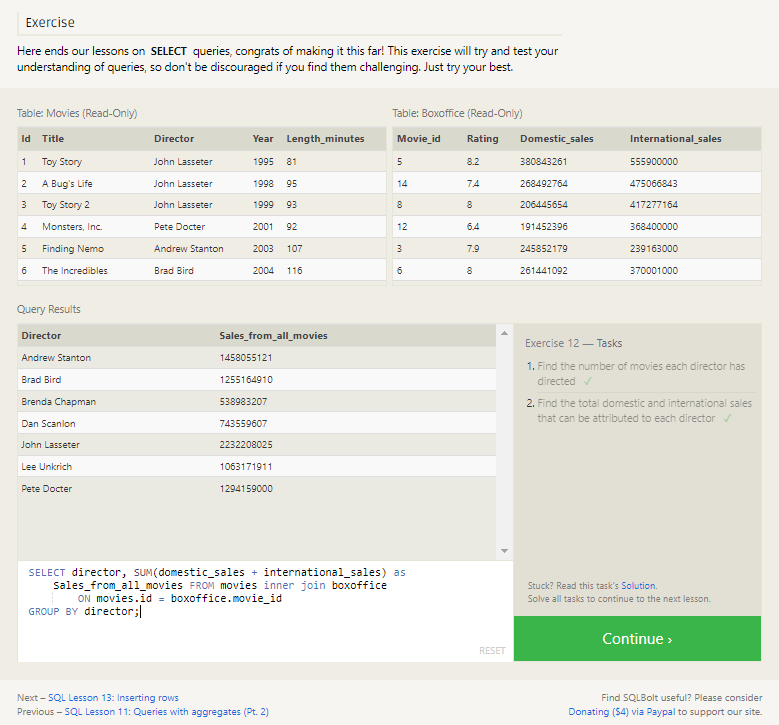 Exercise
Here ends our lessons on SELECT queries, congrats of making it this far! This exercise will try and test your
understanding of queries, so don't be discouraged if you find them challenging. Just try your best.
Table: Movies (Read-Only)
Id Title Director Year Length_minutes
1 Toy Story John Lasseter 1995 81
2 A Bug's Life John Lasseter 1998 95
3 Toy Story 2 John Lasseter 1999 93
4 Monsters, Inc. Pete Docter 2001 92
5 Finding Nemo Andrew Stanton 2003 107
6 The Incredibles Brad Bird 2004 116
Table: Boxoffice (Read-Only)
Movie_id Rating Domestic_sales International_sales
5 8.2 380843261 555900000
14 7.4 268492764 475066843
8 8 206445654 417277164
12 6.4 191452396 368400000
3 7.9 245852179 239163000
6 8 261441092 370001000
Query Results
Director Sales_from_all_movies
Andrew Stanton 1458055121
Brad Bird 1255164910
Brenda Chapman 538983207
Dan Scanlon 743559607
John Lasseter 2232208025
Lee Unkrich 1063171911
Pete Docter 1294159000
SELECT director, SUM(domestic_sales + international_sales) as
Sales_from_all_movies FROM movies inner join boxoffice
ON movies.id = boxoffice.movie_id
GROUP BY director;
RESET
Exercise 12 — Tasks
1. Find the number of movies each director has
directed ✓
2. Find the total domestic and international sales
that can be attributed to each director ✓
Stuck? Read this task's Solution.
Solve all tasks to continue to the next lesson.
Continue ›
Next – SQL Lesson 13: Inserting rows
Previous – SQL Lesson 11: Queries with aggregates (Pt. 2)
Find SQLBolt useful? Please consider
Donating ($4) via Paypal to support our site.